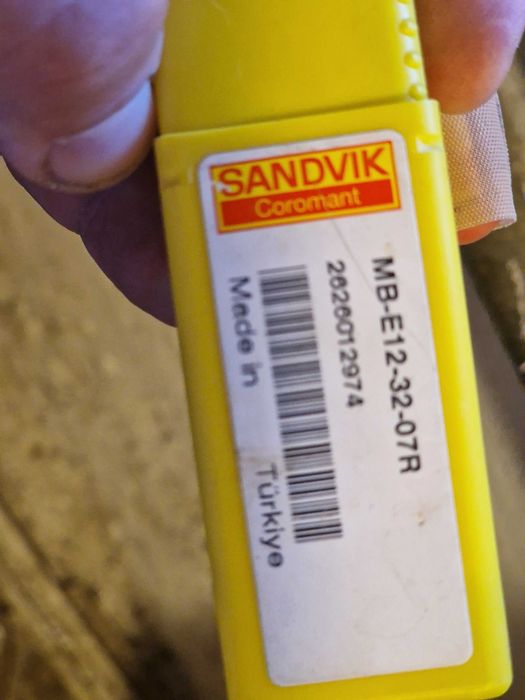 SANDVIK
Coromant
MB-E12-32-07R
2626012974
Made in Türkiye